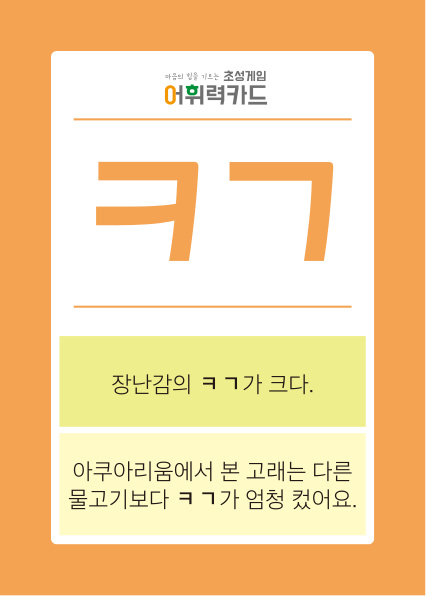 마음의 힘을 기르는 초성게임
어휘력카드
ㅋㄱ
장난감의 ㅋㄱ가 크다.
아쿠아리움에서 본 고래는 다른
물고기보다 ㅋㄱ가 엄청 컸어요.